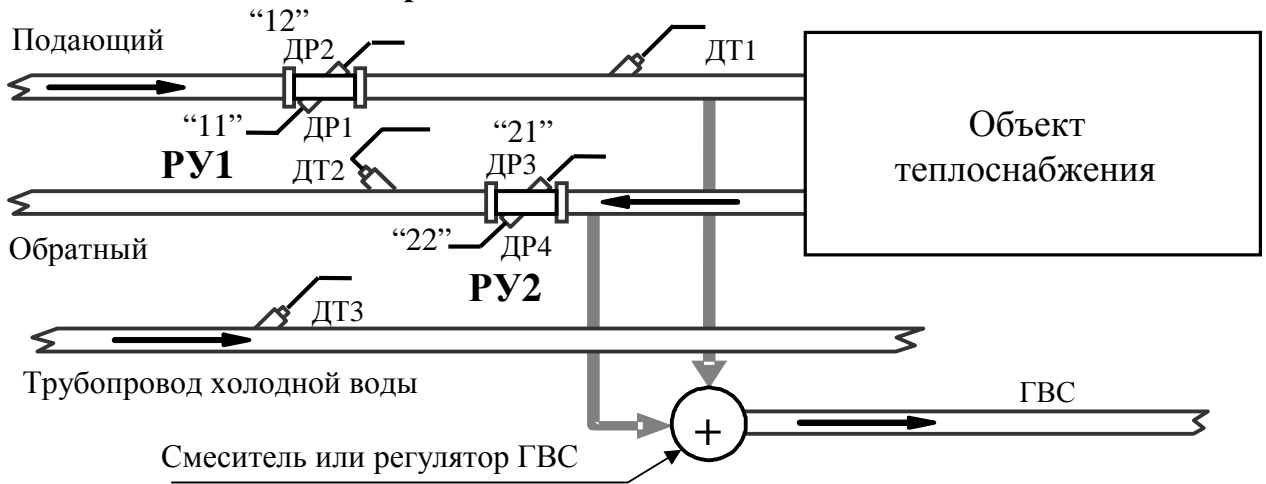 “12”
Подающий
ДР2
ДТ1
“11”
ДР1
РУ1
Объект
теплоснабжения
“21”
ДТ2
ДР3
Обратный
“22”
ДР4
РУ2
ДТ3
Трубопровод холодной воды
ГВС
+
Смеситель или регулятор ГВС